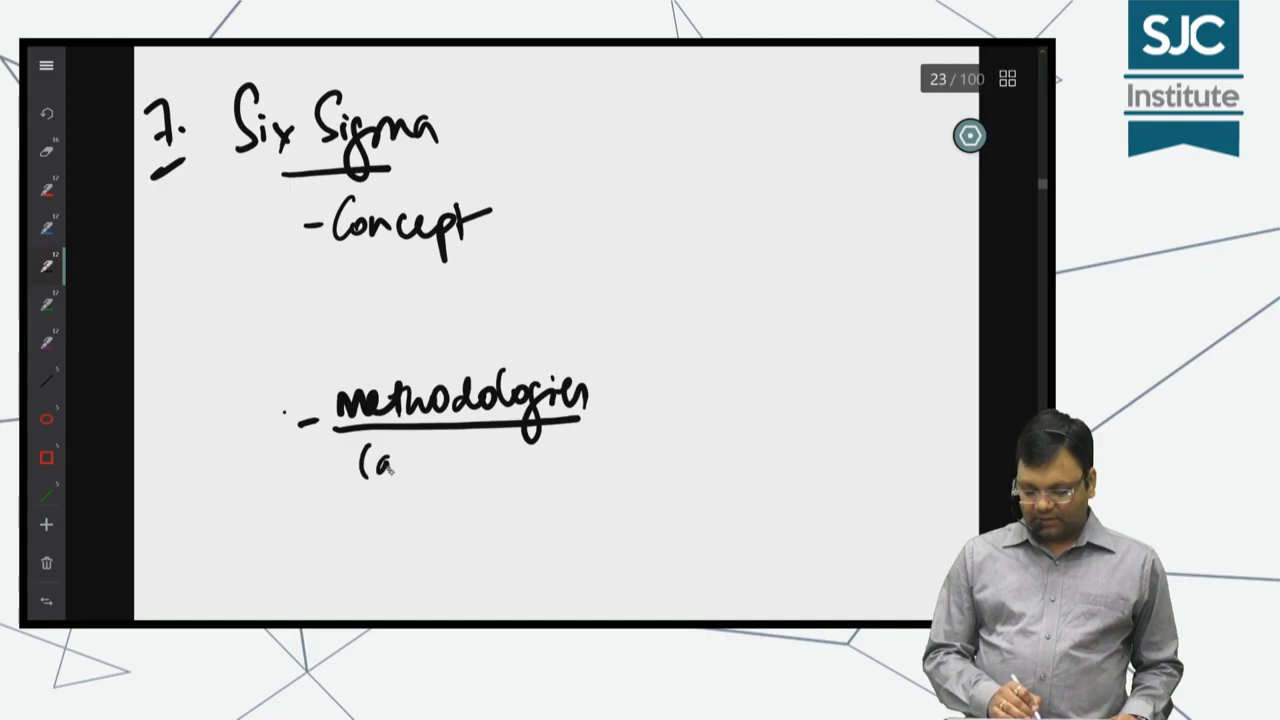 SJC
Institute
23 / 100
7. Six Sigma
- Concept
- methodologies
(a